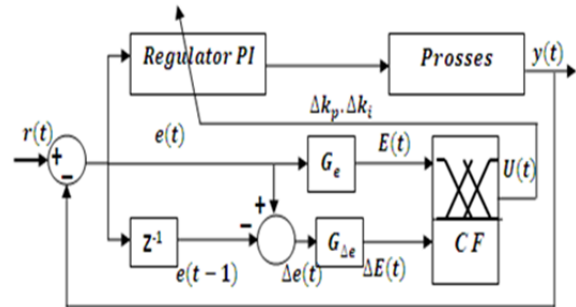 Regulator PI
Prosses
y(t)
Δk_p.Δk_i
r(t)
+
−
e(t)
G_e
E(t)
U(t)
+
−
Z⁻¹
e(t−1)
Δe(t)
G_Δe
ΔE(t)
CF